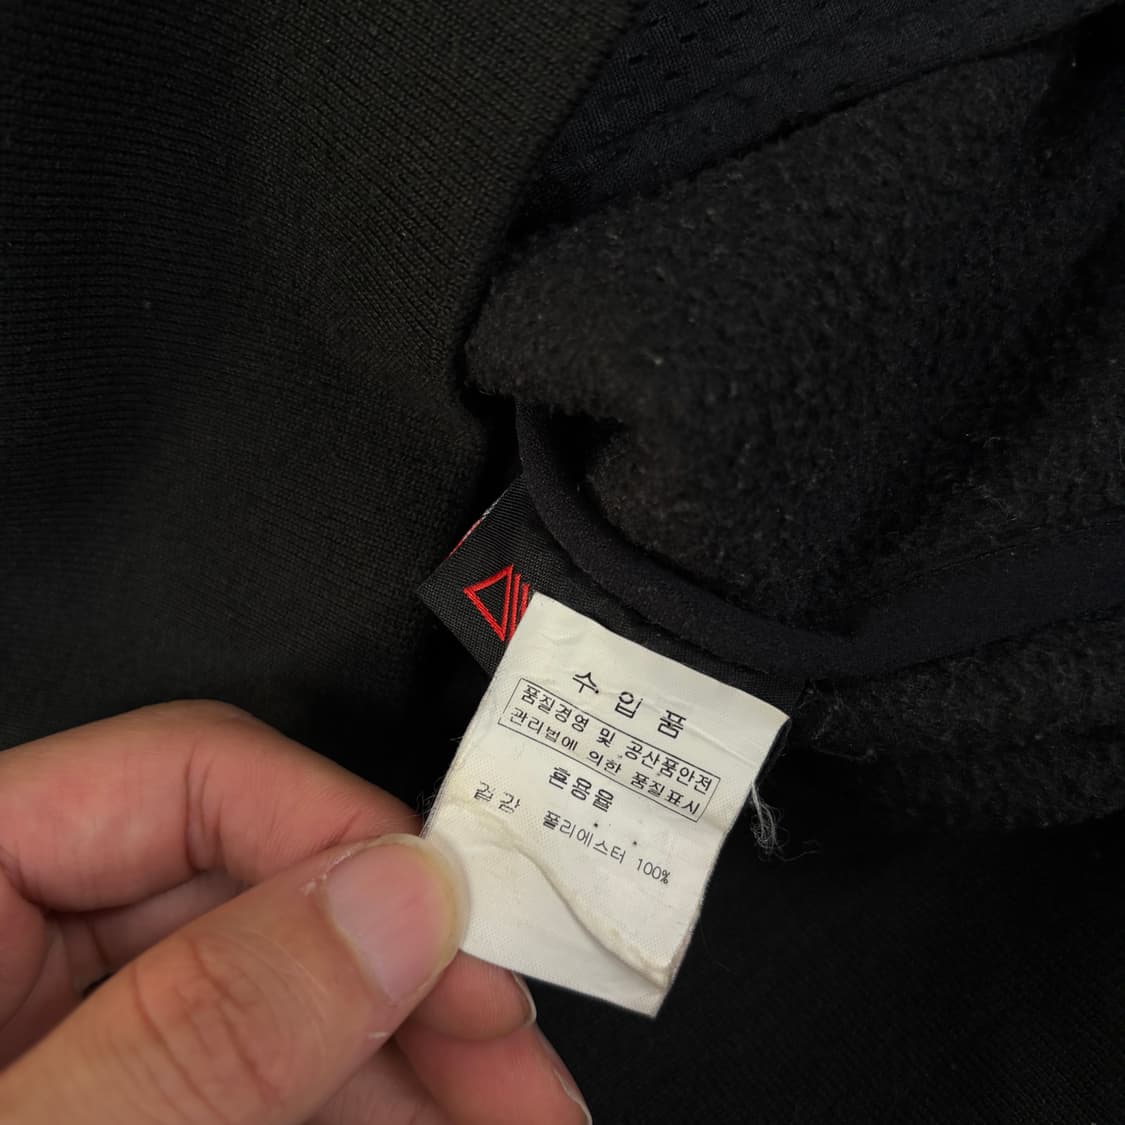 수입품
품질경영 및 공산품안전
관리법에 의한 품질표시
혼용율
겉감 폴리에스터 100%